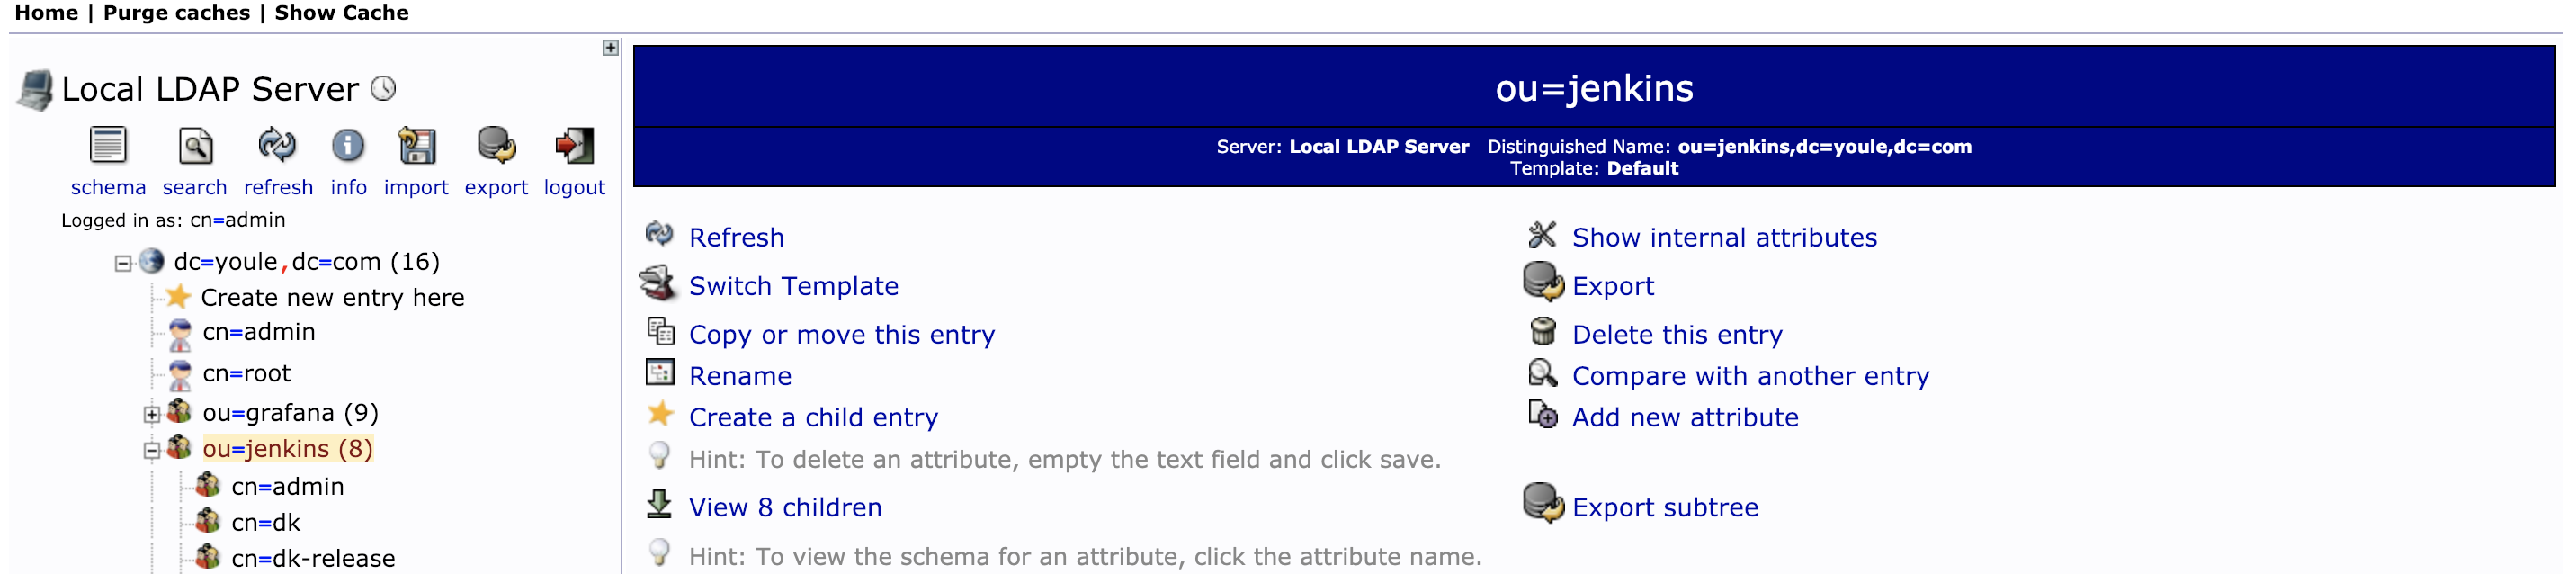 Home | Purge caches | Show Cache
Local LDAP Server
schema search refresh info import export logout
Logged in as: cn=admin
dc=youle,dc=com (16)
Create new entry here
cn=admin
cn=root
ou=grafana (9)
ou=jenkins (8)
cn=admin
cn=dk
cn=dk-release
ou=jenkins
Server: Local LDAP Server Distinguished Name: ou=jenkins,dc=youle,dc=com
Template: Default
Refresh
Show internal attributes
Switch Template
Export
Copy or move this entry
Delete this entry
Rename
Compare with another entry
Create a child entry
Add new attribute
Hint: To delete an attribute, empty the text field and click save.
View 8 children
Export subtree
Hint: To view the schema for an attribute, click the attribute name.